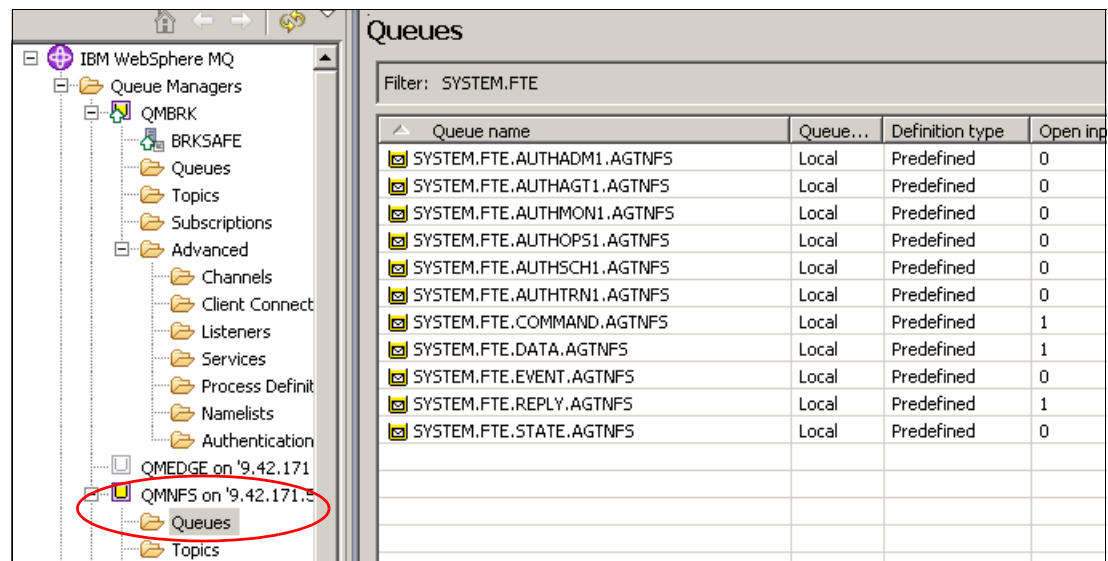 IBM WebSphere MQ
Queue Managers
QMBRK
BRKSAFE
Queues
Topics
Subscriptions
Advanced
Channels
Client Connect
Listeners
Services
Process Definit
Namelists
Authentication
QMEDGE on '9.42.171
QMNFS on '9.42.171.5
Queues
Topics
Queues
Filter: SYSTEM.FTE
Queue name Queue... Definition type Open inp
SYSTEM.FTE.AUTHADM1.AGTNFS Local Predefined 0
SYSTEM.FTE.AUTHAGT1.AGTNFS Local Predefined 0
SYSTEM.FTE.AUTHMON1.AGTNFS Local Predefined 0
SYSTEM.FTE.AUTHOPS1.AGTNFS Local Predefined 0
SYSTEM.FTE.AUTHSCH1.AGTNFS Local Predefined 0
SYSTEM.FTE.AUTHTRN1.AGTNFS Local Predefined 0
SYSTEM.FTE.COMMAND.AGTNFS Local Predefined 1
SYSTEM.FTE.DATA.AGTNFS Local Predefined 1
SYSTEM.FTE.EVENT.AGTNFS Local Predefined 0
SYSTEM.FTE.REPLY.AGTNFS Local Predefined 1
SYSTEM.FTE.STATE.AGTNFS Local Predefined 0